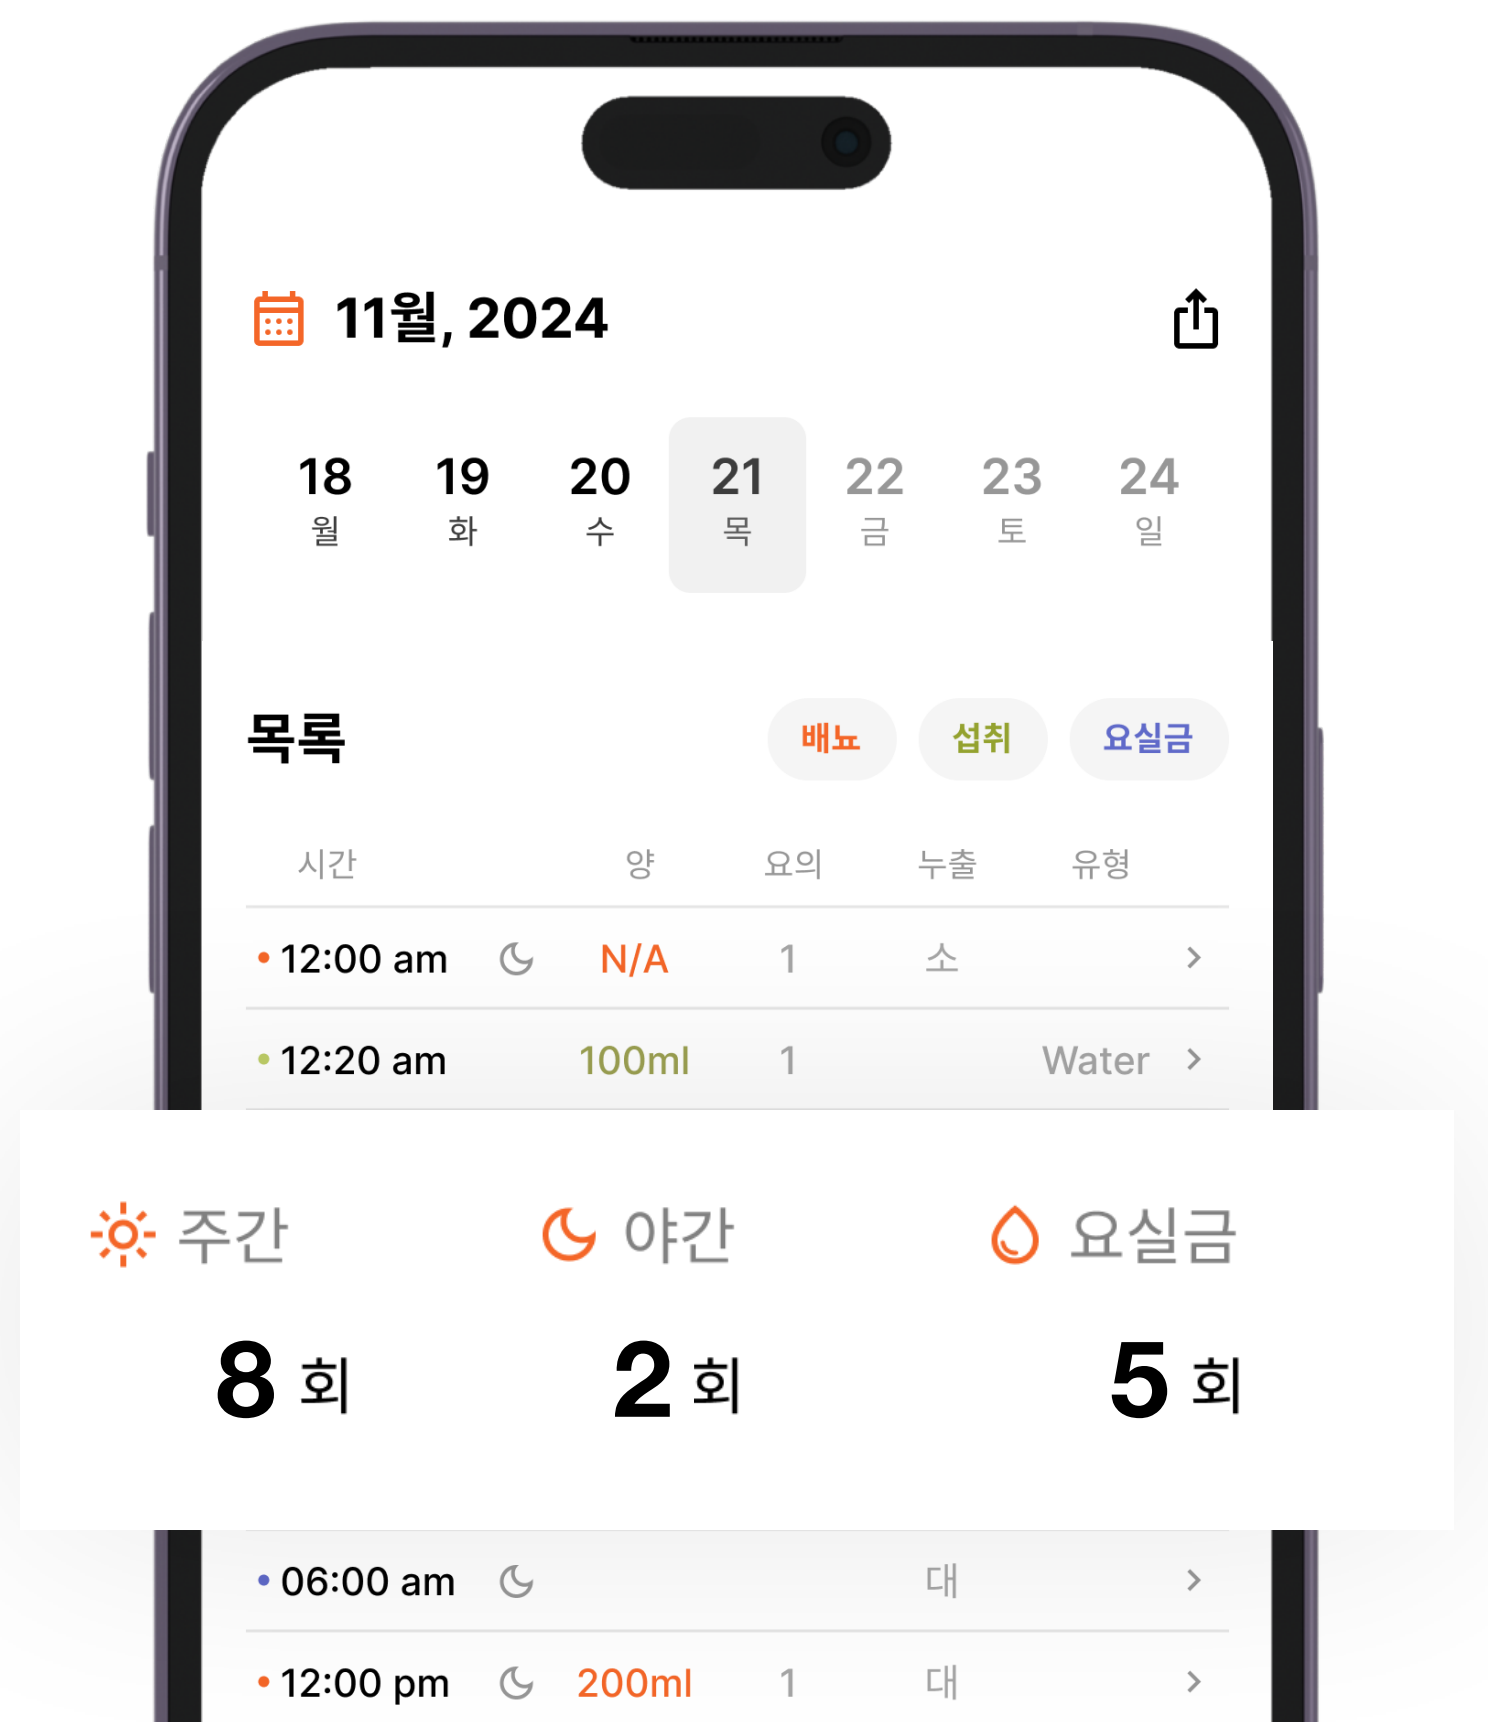 11월, 2024
18 19 20 21 22 23 24
월 화 수 목 금 토 일
목록 배뇨 섭취 요실금
시간 양 요의 누출 유형
12:00 am N/A 1 소
12:20 am 100ml 1 Water
주간 야간 요실금
8 회 2 회 5 회
06:00 am 대
12:00 pm 200ml 1 대